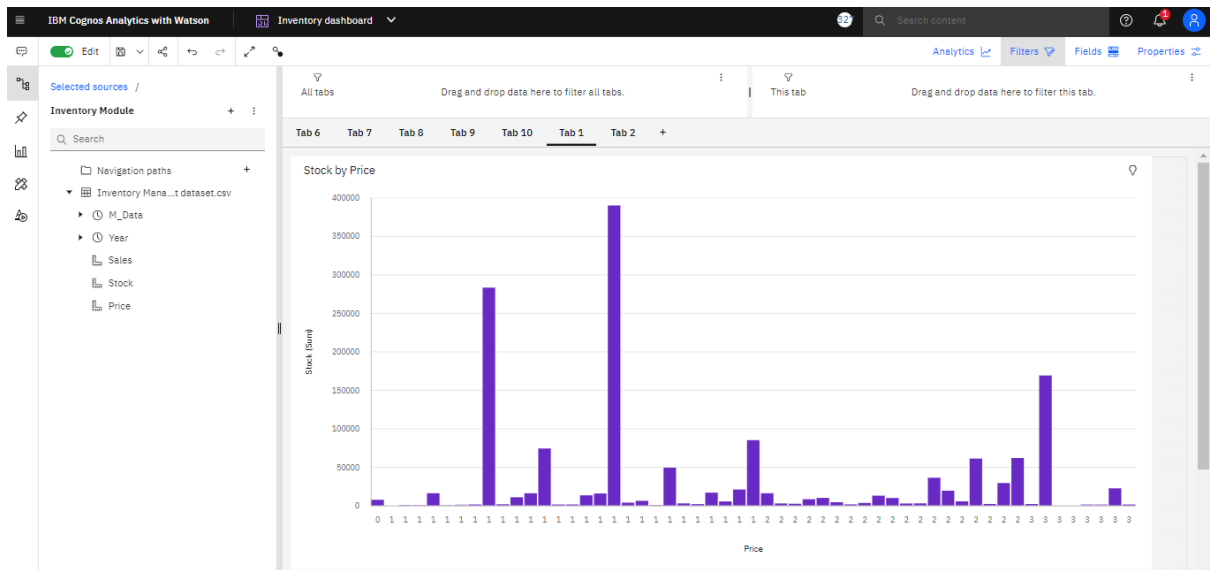 IBM Cognos Analytics with Watson
Inventory dashboard
Search content
4
Edit
Analytics
Filters
Fields
Properties
Selected sources /
Inventory Module
Search
Navigation paths
Inventory Mana...t dataset.csv
M_Data
Year
Sales
Stock
Price
All tabs
Drag and drop data here to filter all tabs.
This tab
Drag and drop data here to filter this tab.
Tab 6 Tab 7 Tab 8 Tab 9 Tab 10 Tab 1 Tab 2 +
Stock by Price
400000
350000
300000
250000
200000
150000
100000
50000
0
Stock (Sum)
0 1 1 1 1 1 1 1 1 1 1 1 1 1 1 1 1 1 1 1 1 1 1 1 1 1 1 1 2 2 2 2 2 2 2 2 2 2 2 2 2 2 2 2 2 2 2 3 3 3 3 3 3 3 3
Price